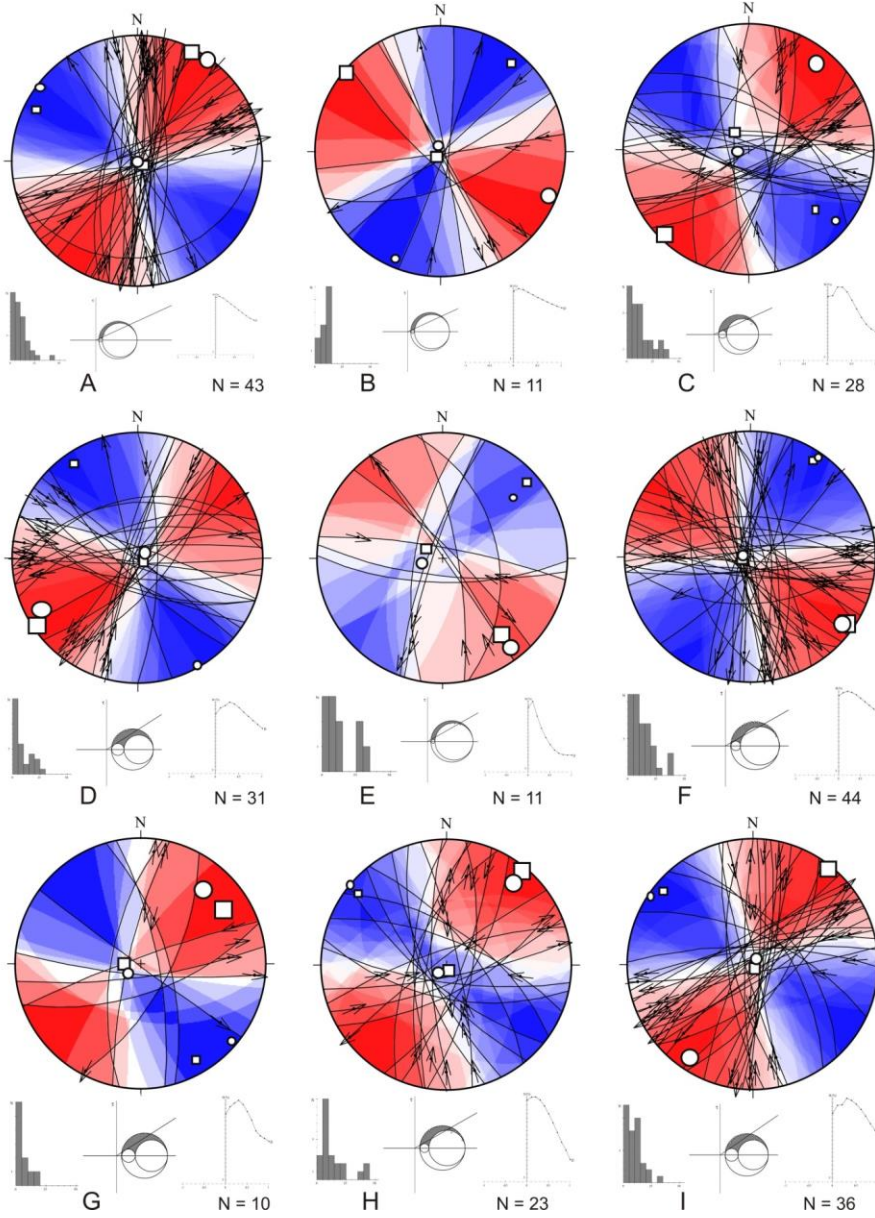 N N N
A N = 43 B N = 11 C N = 28
N N N
D N = 31 E N = 11 F N = 44
N N N
G N = 10 H N = 23 I N = 36